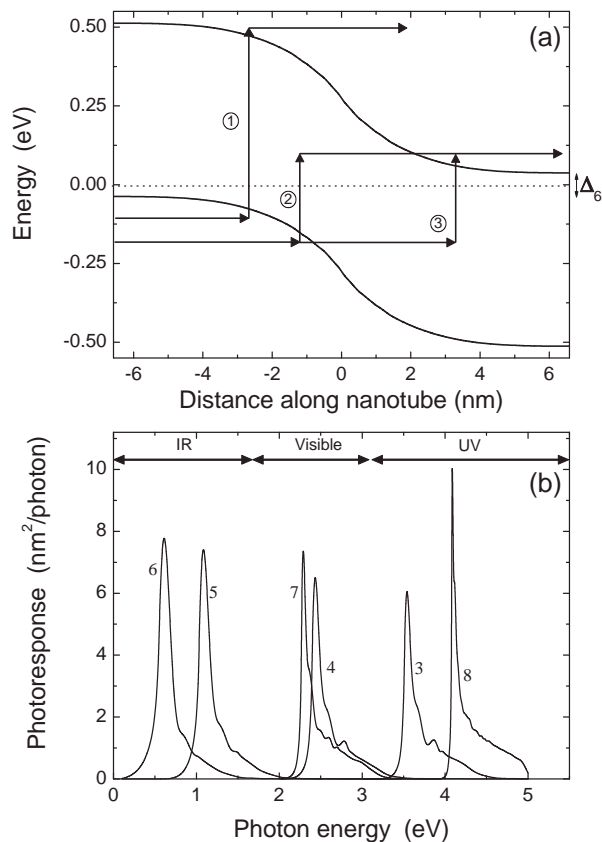 (a)
0.50
0.25
0.00
-0.25
-0.50
Energy (eV)
①
②
③
Δ6
-6 -4 -2 0 2 4 6
Distance along nanotube (nm)
IR Visible UV
(b)
10
8
6
4
2
0
Photoresponse (nm²/photon)
6 5 7 4 3 8
0 1 2 3 4 5
Photon energy (eV)